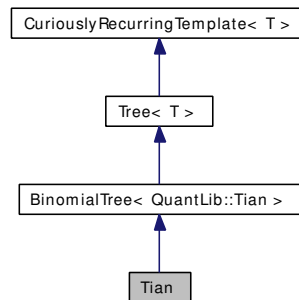 CuriouslyRecurringTemplate< T >
Tree< T >
BinomialTree< QuantLib::Tian >
Tian